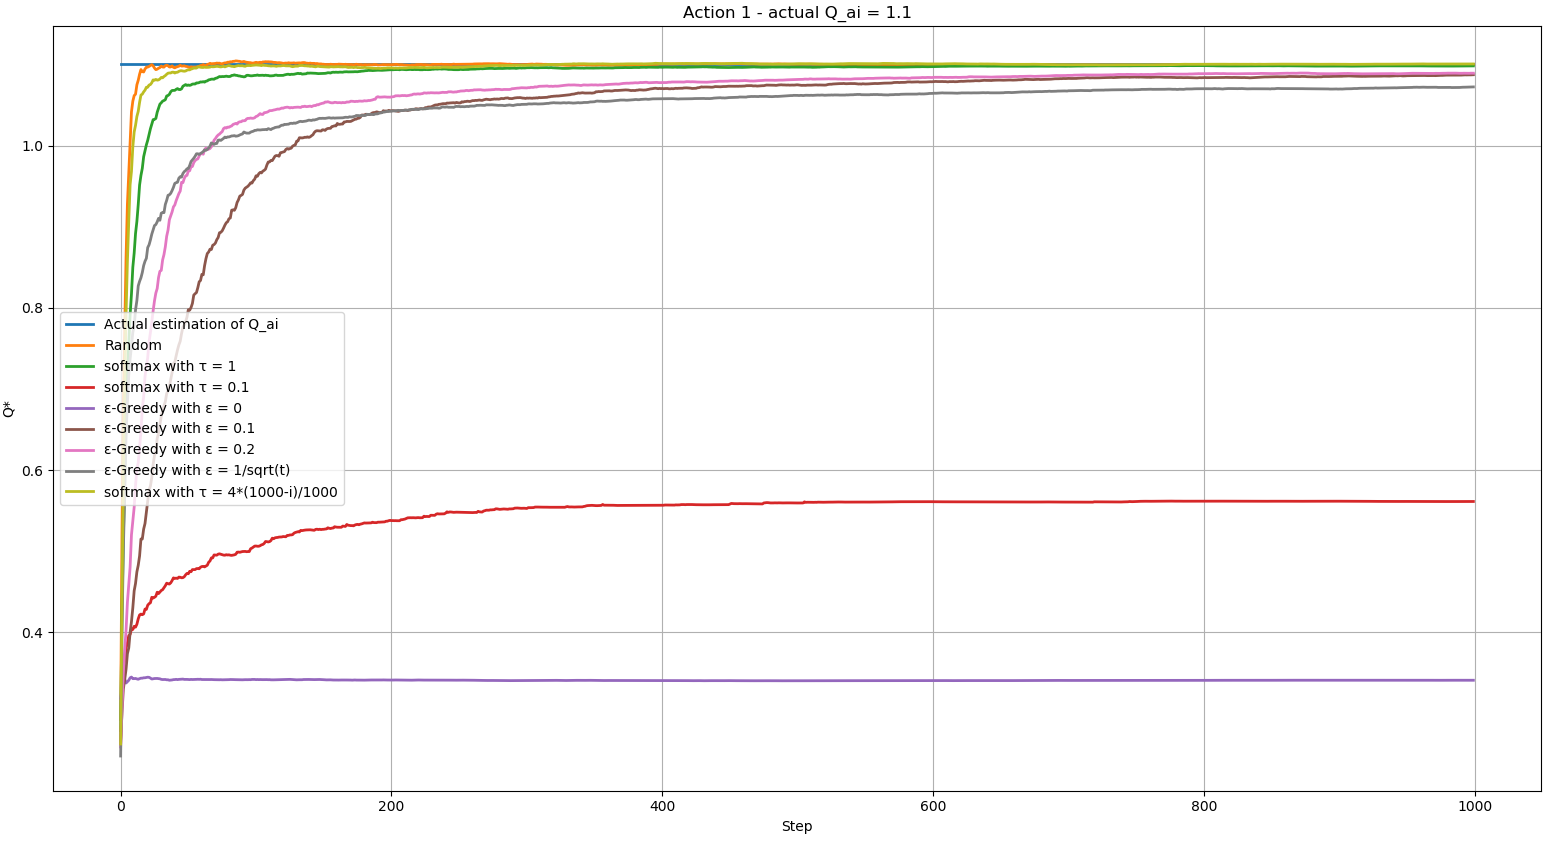 Action 1 - actual Q_ai = 1.1
Q*
1.0
0.8
0.6
0.4
Actual estimation of Q_ai
Random
softmax with τ = 1
softmax with τ = 0.1
ε-Greedy with ε = 0
ε-Greedy with ε = 0.1
ε-Greedy with ε = 0.2
ε-Greedy with ε = 1/sqrt(t)
softmax with τ = 4*(1000-i)/1000
0 200 400 600 800 1000
Step